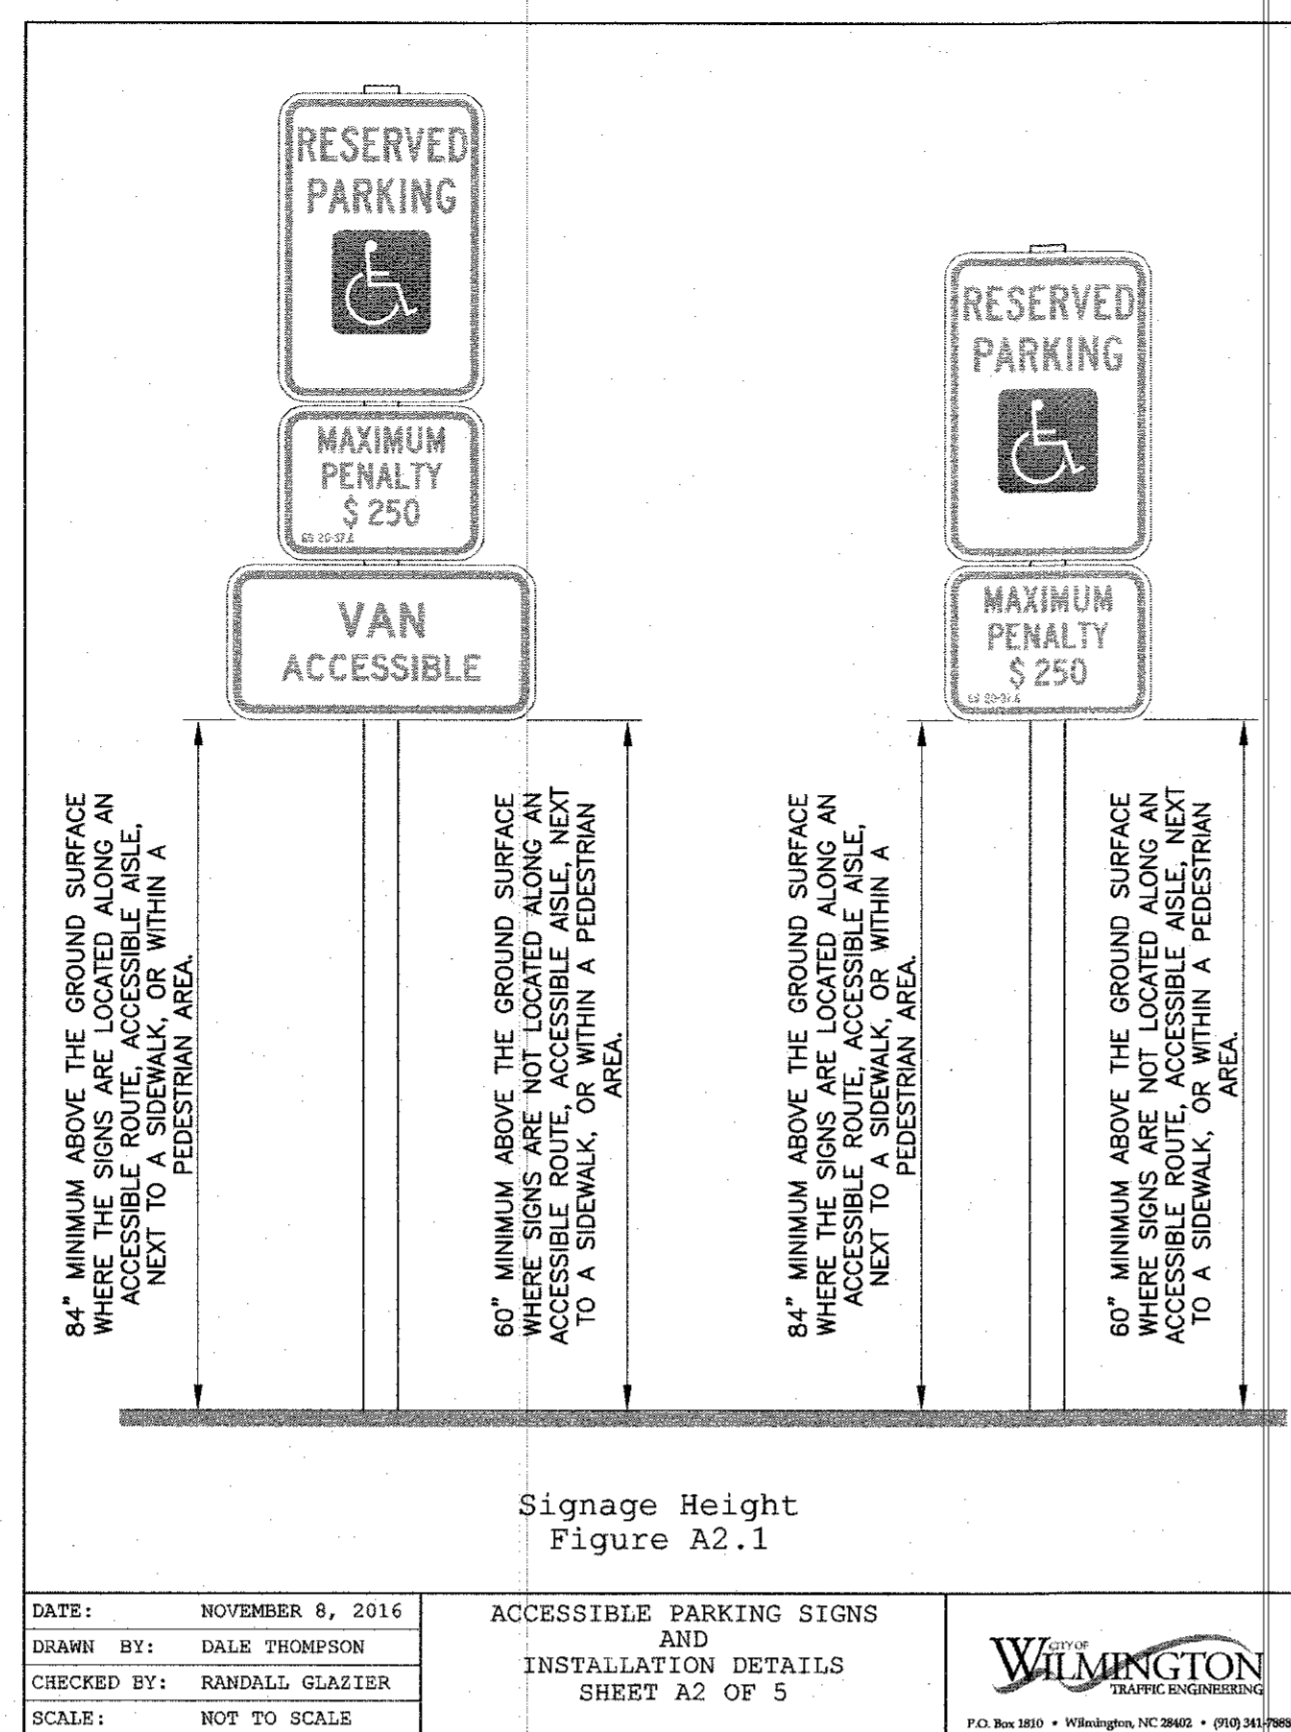 RESERVED
PARKING
MAXIMUM
PENALTY
$ 250
GS 20-37.6
VAN
ACCESSIBLE
RESERVED
PARKING
MAXIMUM
PENALTY
$ 250
GS 20-37.6
84" MINIMUM ABOVE THE GROUND SURFACE
WHERE THE SIGNS ARE LOCATED ALONG AN
ACCESSIBLE ROUTE, ACCESSIBLE AISLE,
NEXT TO A SIDEWALK, OR WITHIN A
PEDESTRIAN AREA.
60" MINIMUM ABOVE THE GROUND SURFACE
WHERE SIGNS ARE NOT LOCATED ALONG AN
ACCESSIBLE ROUTE, ACCESSIBLE AISLE, NEXT
TO A SIDEWALK, OR WITHIN A PEDESTRIAN
AREA.
84" MINIMUM ABOVE THE GROUND SURFACE
WHERE THE SIGNS ARE LOCATED ALONG AN
ACCESSIBLE ROUTE, ACCESSIBLE AISLE,
NEXT TO A SIDEWALK, OR WITHIN A
PEDESTRIAN AREA.
60" MINIMUM ABOVE THE GROUND SURFACE
WHERE SIGNS ARE NOT LOCATED ALONG AN
ACCESSIBLE ROUTE, ACCESSIBLE AISLE, NEXT
TO A SIDEWALK, OR WITHIN A PEDESTRIAN
AREA.
Signage Height
Figure A2.1
DATE: NOVEMBER 8, 2016
DRAWN BY: DALE THOMPSON
CHECKED BY: RANDALL GLAZIER
SCALE: NOT TO SCALE
ACCESSIBLE PARKING SIGNS
AND
INSTALLATION DETAILS
SHEET A2 OF 5
CITY OF
WILMINGTON
TRAFFIC ENGINEERING
P.O. Box 1810 • Wilmington, NC 28402 • (910) 341-7888